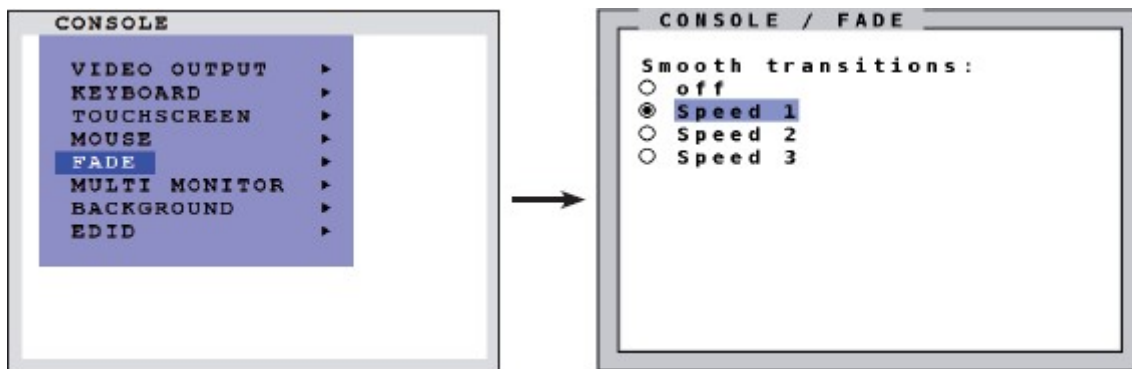 CONSOLE
VIDEO OUTPUT
KEYBOARD
TOUCHSCREEN
MOUSE
FADE
MULTI MONITOR
BACKGROUND
EDID
CONSOLE / FADE
Smooth transitions:
off
Speed 1
Speed 2
Speed 3